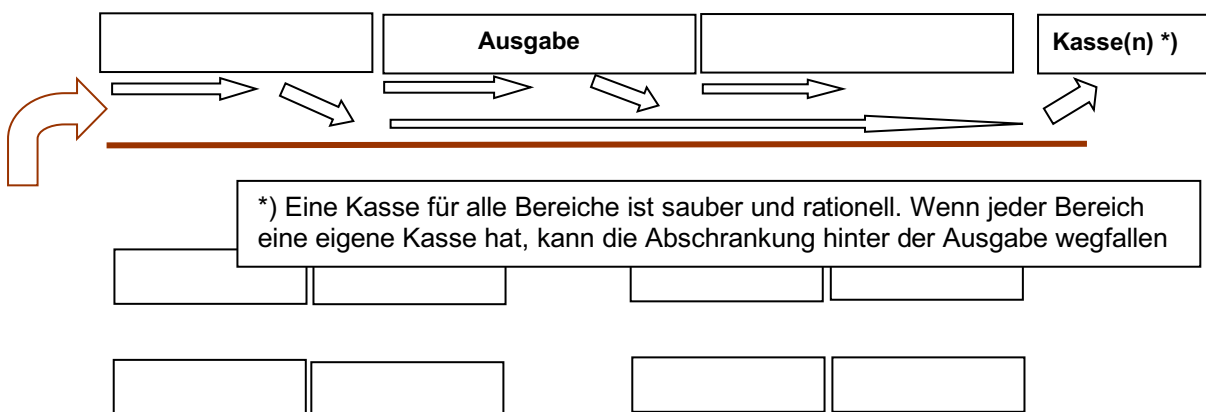 Ausgabe
Kasse(n) *)
*) Eine Kasse für alle Bereiche ist sauber und rationell. Wenn jeder Bereich
eine eigene Kasse hat, kann die Abschrankung hinter der Ausgabe wegfallen